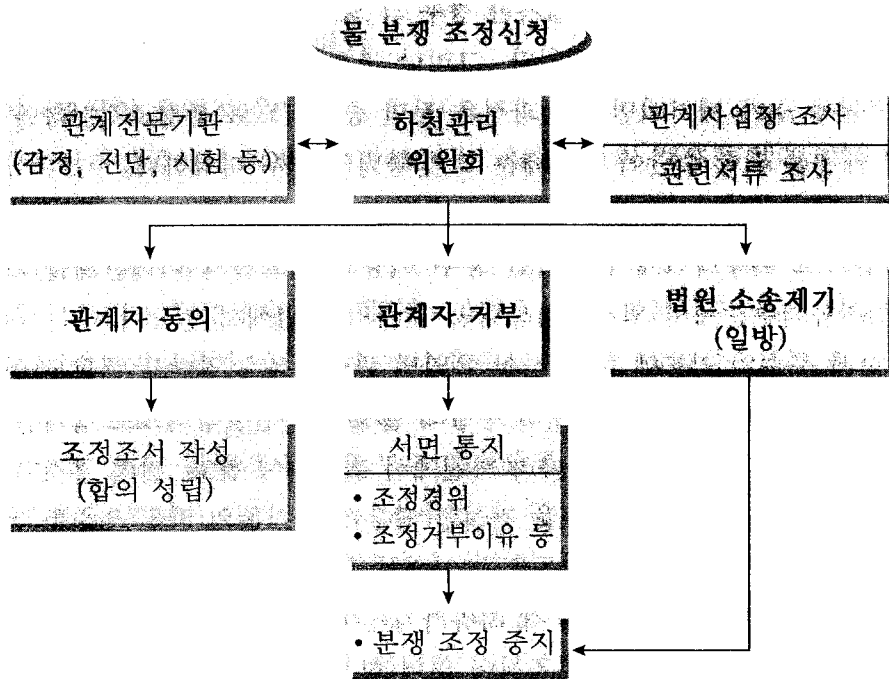 물 분쟁 조정신청
관계전문기관
(감정, 진단, 시험 등)
하천관리
위원회
관계사업장 조사
관련서류 조사
관계자 동의
관계자 거부
법원 소송제기
(일방)
조정조서 작성
(합의 성립)
서면 통지
• 조정경위
• 조정거부이유 등
• 분쟁 조정 중지